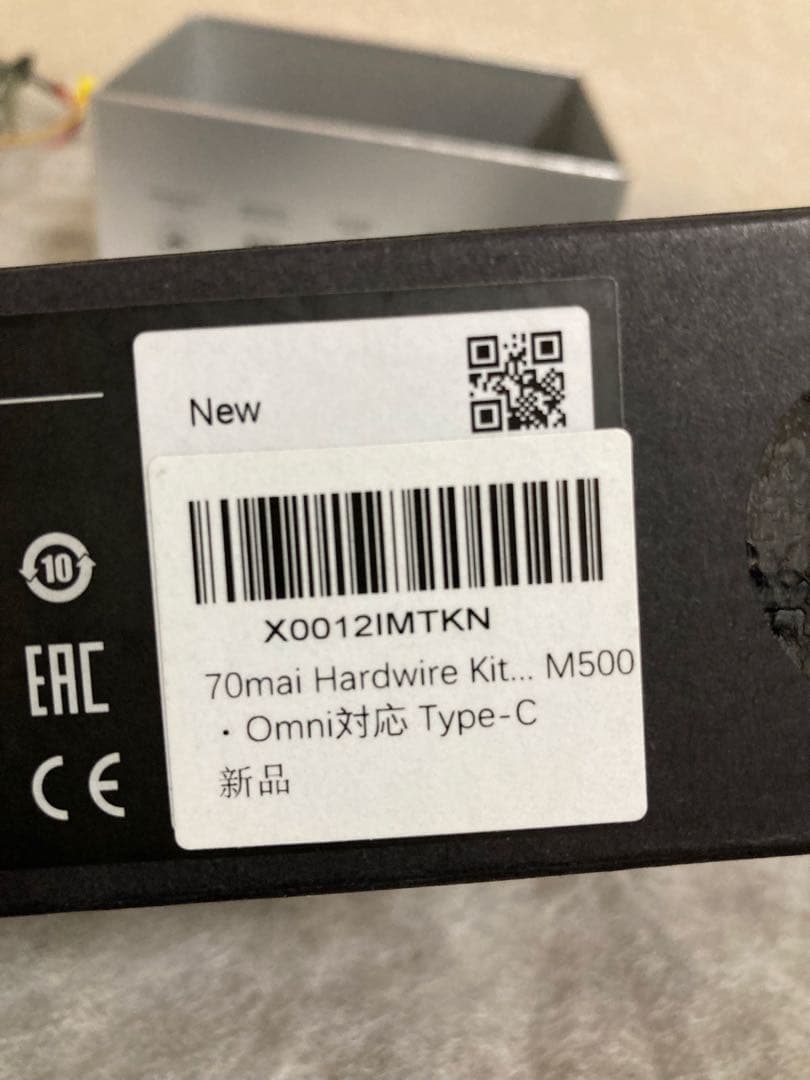 New
X0012IMTKN
70mai Hardwire Kit... M500
・Omni対応 Type-C
新品
10
EAC
CE